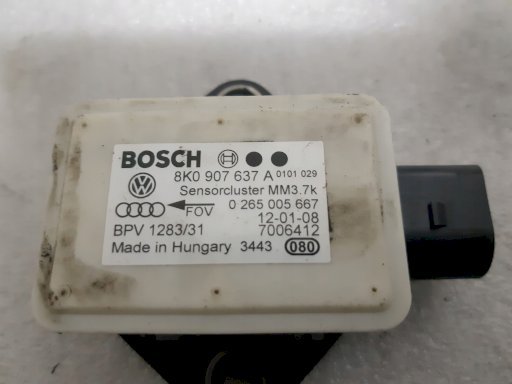 BOSCH
8K0 907 637 A 0101 029
Sensorcluster MM3.7k
FOV 0 265 005 667
12-01-08
BPV 1283/31 7006412
Made in Hungary 3443 080